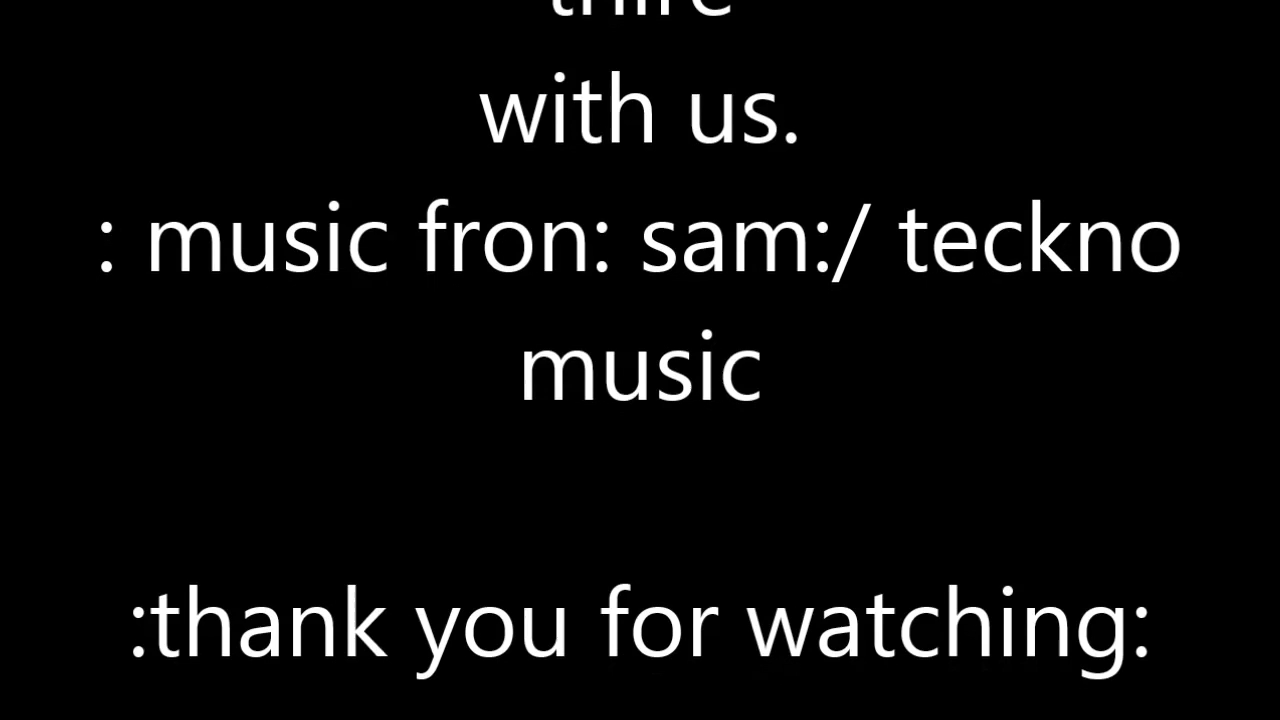 with us.
: music fron: sam:/ teckno
music
:thank you for watching: